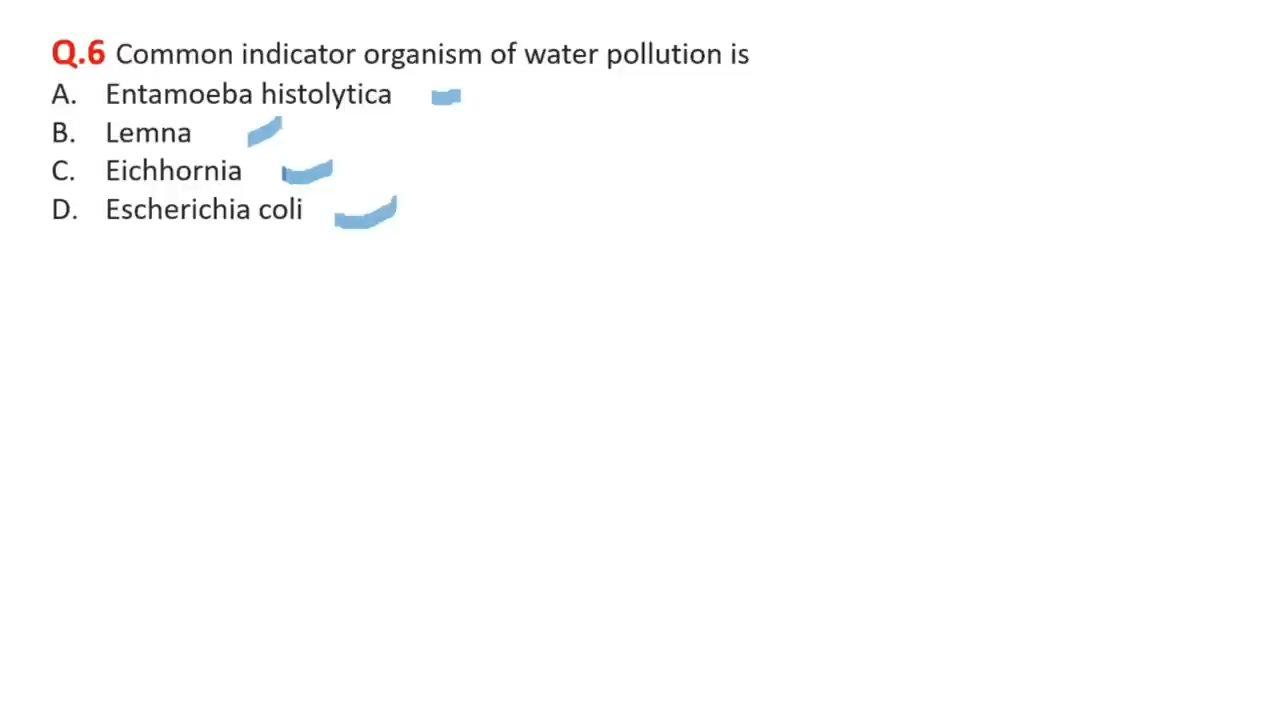 Q.6 Common indicator organism of water pollution is
A. Entamoeba histolytica
B. Lemna
C. Eichhornia
D. Escherichia coli